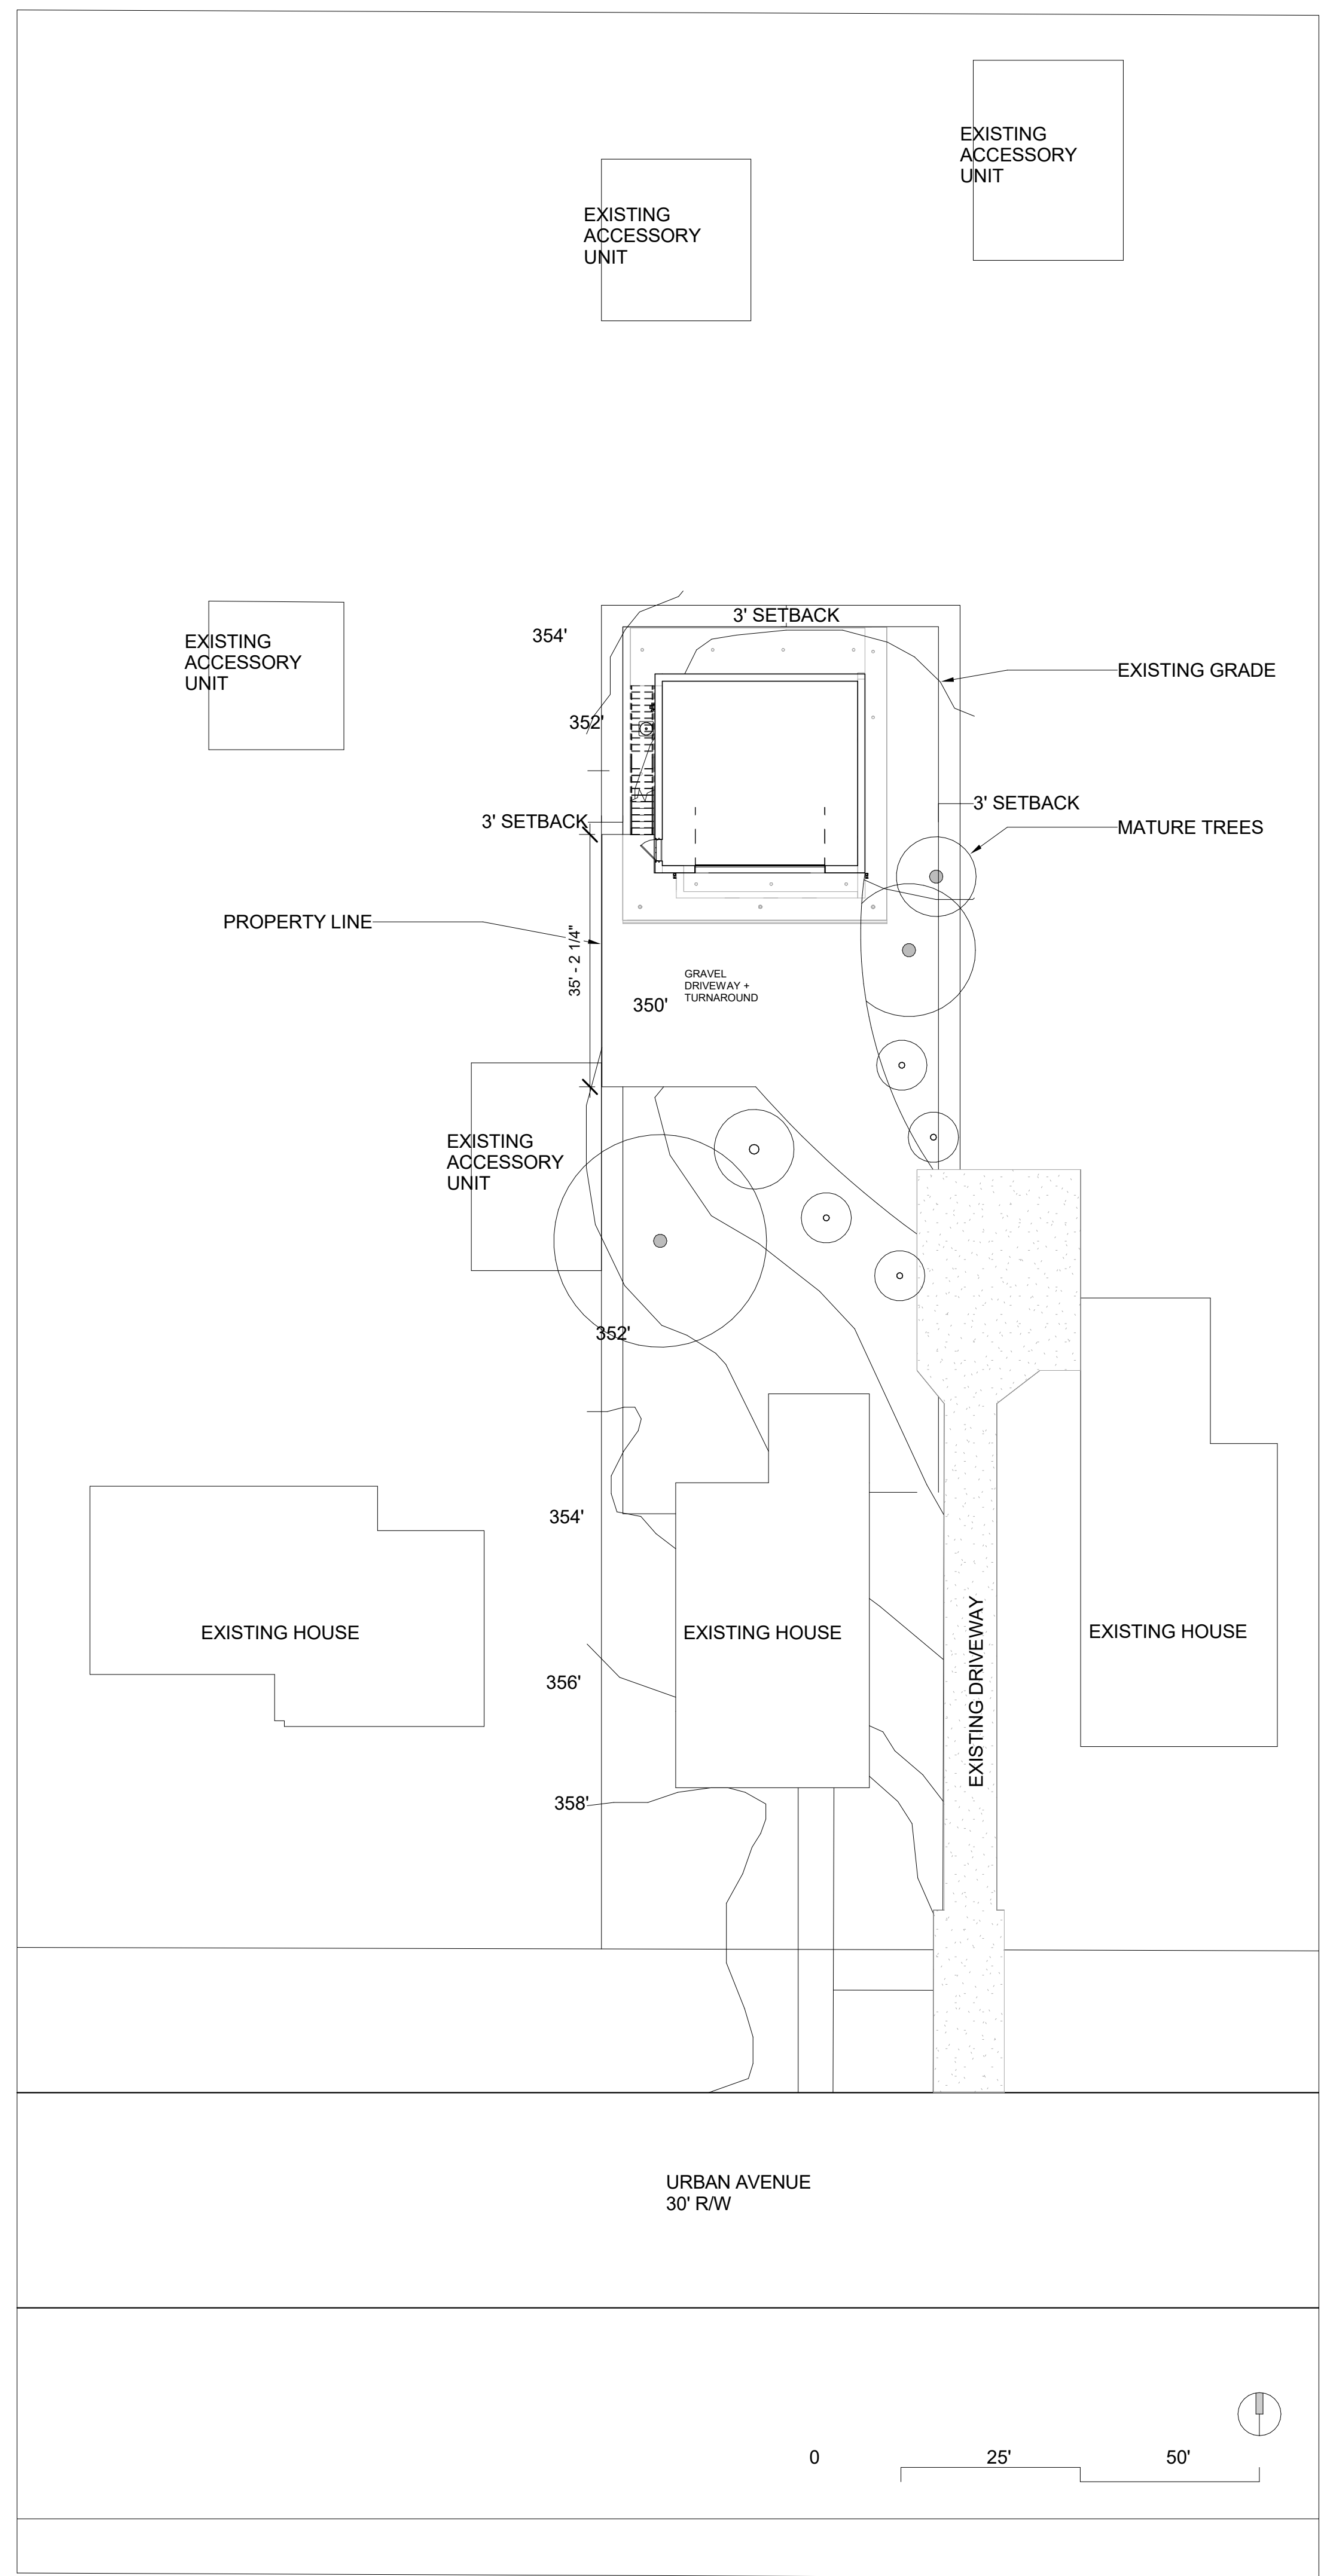 EXISTING
ACCESSORY
UNIT
EXISTING
ACCESSORY
UNIT
3' SETBACK
354'
EXISTING
ACCESSORY
UNIT
EXISTING GRADE
352'
3' SETBACK
3' SETBACK
MATURE TREES
PROPERTY LINE
35' - 2 1/4"
GRAVEL
DRIVEWAY +
TURNAROUND
350'
EXISTING
ACCESSORY
UNIT
352'
354'
EXISTING HOUSE
EXISTING HOUSE
EXISTING DRIVEWAY
EXISTING HOUSE
356'
358'
URBAN AVENUE
30' R/W
0 25' 50'